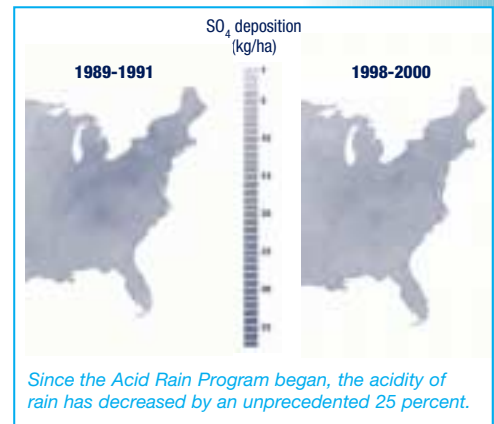 SO4 deposition
(kg/ha)
1989-1991
1998-2000
Since the Acid Rain Program began, the acidity of
rain has decreased by an unprecedented 25 percent.